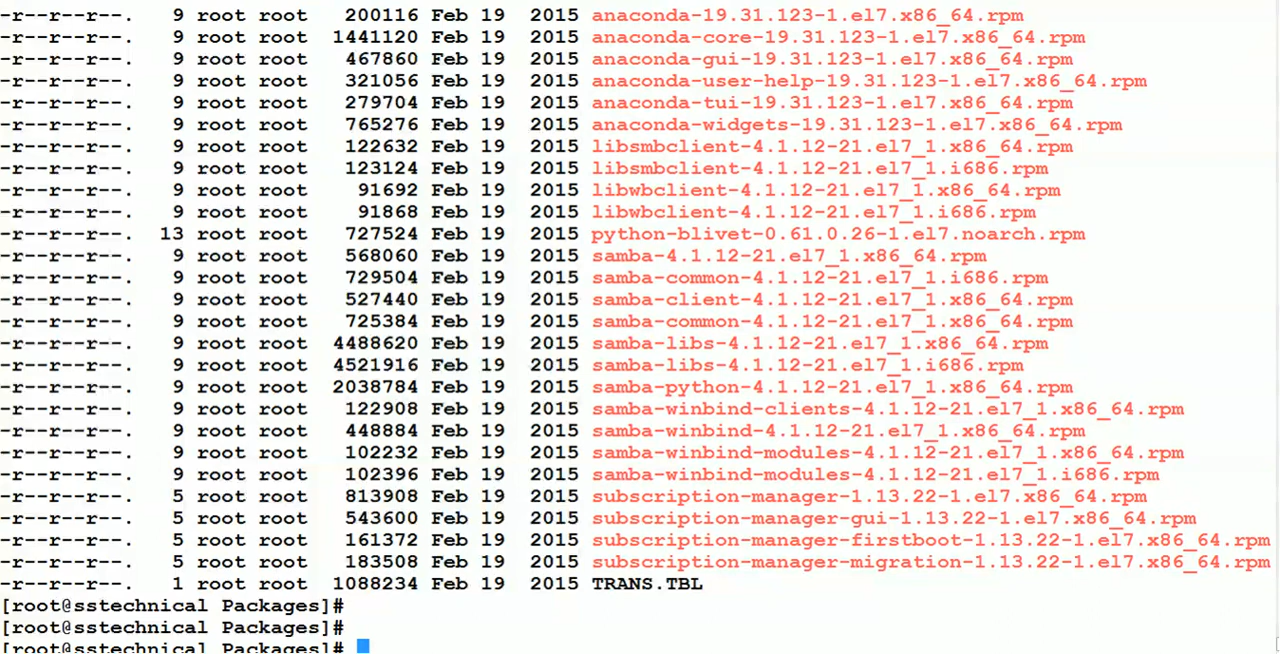 -r--r--r--. 9 root root 200116 Feb 19 2015 anaconda-19.31.123-1.el7.x86_64.rpm
-r--r--r--. 9 root root 1441120 Feb 19 2015 anaconda-core-19.31.123-1.el7.x86_64.rpm
-r--r--r--. 9 root root 467860 Feb 19 2015 anaconda-gui-19.31.123-1.el7.x86_64.rpm
-r--r--r--. 9 root root 321056 Feb 19 2015 anaconda-user-help-19.31.123-1.el7.x86_64.rpm
-r--r--r--. 9 root root 279704 Feb 19 2015 anaconda-tui-19.31.123-1.el7.x86_64.rpm
-r--r--r--. 9 root root 765276 Feb 19 2015 anaconda-widgets-19.31.123-1.el7.x86_64.rpm
-r--r--r--. 9 root root 122632 Feb 19 2015 libsmbclient-4.1.12-21.el7_1.x86_64.rpm
-r--r--r--. 9 root root 123124 Feb 19 2015 libsmbclient-4.1.12-21.el7_1.i686.rpm
-r--r--r--. 9 root root 91692 Feb 19 2015 libwbclient-4.1.12-21.el7_1.x86_64.rpm
-r--r--r--. 9 root root 91868 Feb 19 2015 libwbclient-4.1.12-21.el7_1.i686.rpm
-r--r--r--. 13 root root 727524 Feb 19 2015 python-blivet-0.61.0.26-1.el7.noarch.rpm
-r--r--r--. 9 root root 568060 Feb 19 2015 samba-4.1.12-21.el7_1.x86_64.rpm
-r--r--r--. 9 root root 729504 Feb 19 2015 samba-common-4.1.12-21.el7_1.i686.rpm
-r--r--r--. 9 root root 527440 Feb 19 2015 samba-client-4.1.12-21.el7_1.x86_64.rpm
-r--r--r--. 9 root root 725384 Feb 19 2015 samba-common-4.1.12-21.el7_1.x86_64.rpm
-r--r--r--. 9 root root 4488620 Feb 19 2015 samba-libs-4.1.12-21.el7_1.x86_64.rpm
-r--r--r--. 9 root root 4521916 Feb 19 2015 samba-libs-4.1.12-21.el7_1.i686.rpm
-r--r--r--. 9 root root 2038784 Feb 19 2015 samba-python-4.1.12-21.el7_1.x86_64.rpm
-r--r--r--. 9 root root 122908 Feb 19 2015 samba-winbind-clients-4.1.12-21.el7_1.x86_64.rpm
-r--r--r--. 9 root root 448884 Feb 19 2015 samba-winbind-4.1.12-21.el7_1.x86_64.rpm
-r--r--r--. 9 root root 102232 Feb 19 2015 samba-winbind-modules-4.1.12-21.el7_1.x86_64.rpm
-r--r--r--. 9 root root 102396 Feb 19 2015 samba-winbind-modules-4.1.12-21.el7_1.i686.rpm
-r--r--r--. 5 root root 813908 Feb 19 2015 subscription-manager-1.13.22-1.el7.x86_64.rpm
-r--r--r--. 5 root root 543600 Feb 19 2015 subscription-manager-gui-1.13.22-1.el7.x86_64.rpm
-r--r--r--. 5 root root 161372 Feb 19 2015 subscription-manager-firstboot-1.13.22-1.el7.x86_64.rpm
-r--r--r--. 5 root root 183508 Feb 19 2015 subscription-manager-migration-1.13.22-1.el7.x86_64.rpm
-r--r--r--. 1 root root 1088234 Feb 19 2015 TRANS.TBL
[root@sstechnical Packages]#
[root@sstechnical Packages]#
[root@sstechnical Packages]#